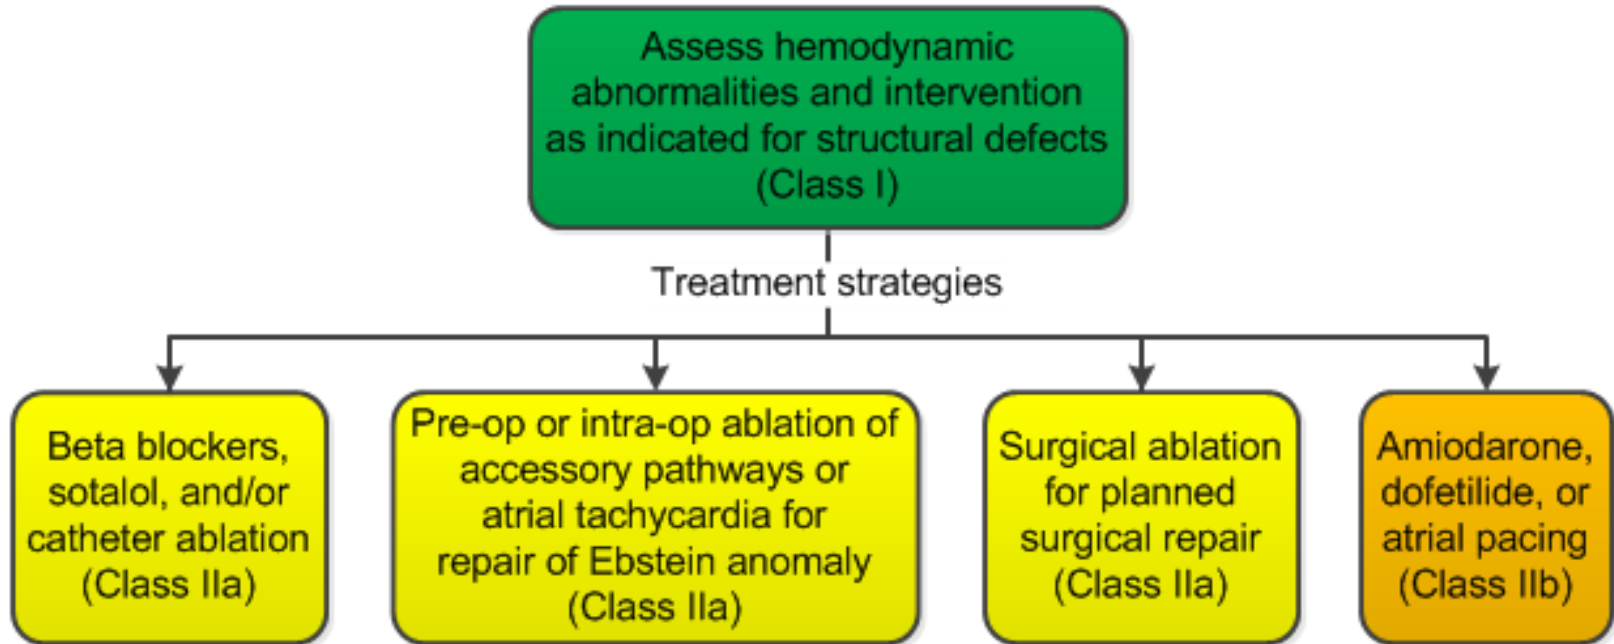 Assess hemodynamic
abnormalities and intervention
as indicated for structural defects
(Class I)
Treatment strategies
Beta blockers,
sotalol, and/or
catheter ablation
(Class IIa)
Pre-op or intra-op ablation of
accessory pathways or
atrial tachycardia for
repair of Ebstein anomaly
(Class IIa)
Surgical ablation
for planned
surgical repair
(Class IIa)
Amiodarone,
dofetilide, or
atrial pacing
(Class IIb)